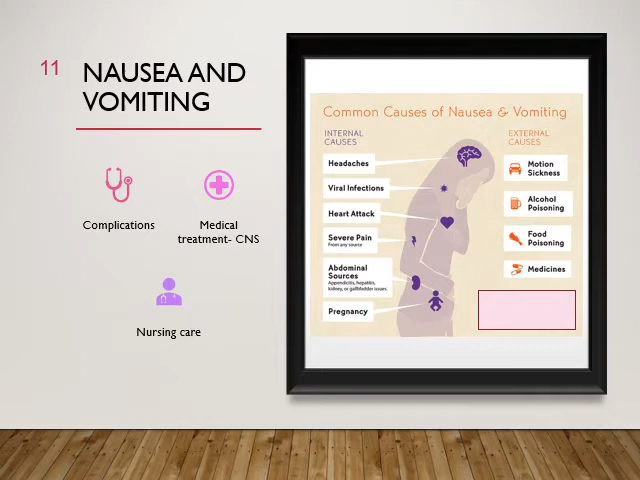 11
NAUSEA AND
VOMITING
Complications
Medical
treatment- CNS
Nursing care
Common Causes of Nausea & Vomiting
INTERNAL
CAUSES
Headaches
Viral Infections
Heart Attack
Severe Pain
From any source
Abdominal
Sources
Appendicitis, hepatitis,
kidney, or gallbladder issues
Pregnancy
EXTERNAL
CAUSES
Motion
Sickness
Alcohol
Poisoning
Food
Poisoning
Medicines